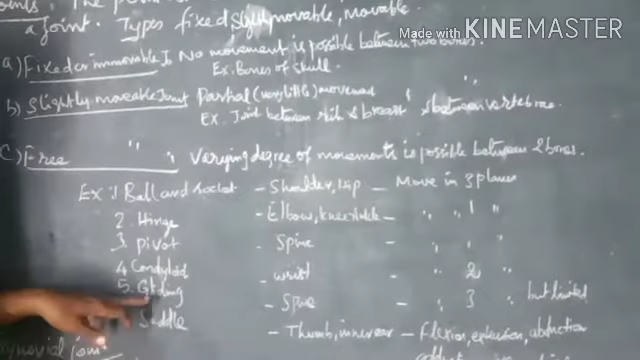 Made with KINEMASTER
a Joint. Types fixed, Slightly movable, movable.
a) Fixed or immovable J. No movement is possible between two bones.
Ex. Bones of skull.
b) Slightly moveable Joint Partial (very little) movement
Ex: Joint between rib & breast & between vertebrae.
C) Free " " Varying degree of movements is possible between 2 bones.
Ex: 1 Ball and socket - Shoulder, hip - Move in 3 planes
2. Hinge - Elbow, knee, ankle - " " 1 "
3 pivot - Spine - " " "
4 Condyloid - wrist - " " 2 "
5. Gliding - Spine - " " 3 " but limited
Saddle - Thumb, inner ear - Flexion, extension, abduction